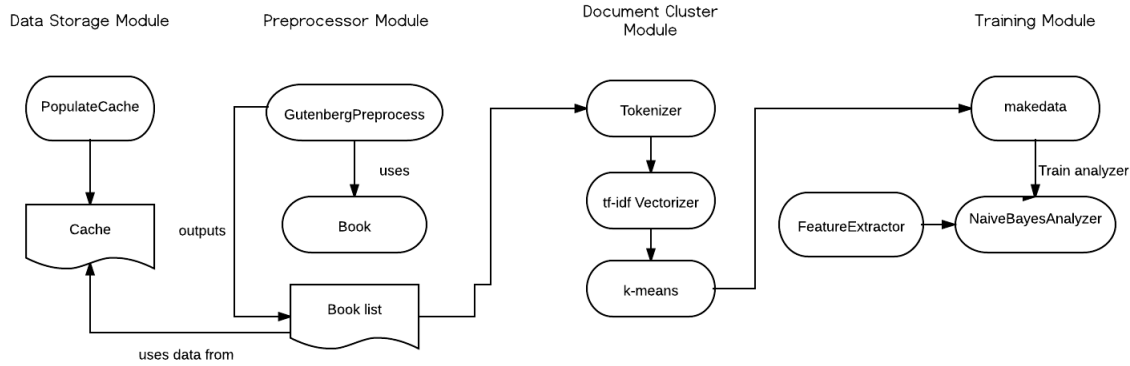 Data Storage Module
Preprocessor Module
Document Cluster
Module
Training Module
PopulateCache
GutenbergPreprocess
Tokenizer
makedata
uses
Train analyzer
Cache
outputs
Book
tf-idf Vectorizer
FeatureExtractor
NaiveBayesAnalyzer
Book list
k-means
uses data from